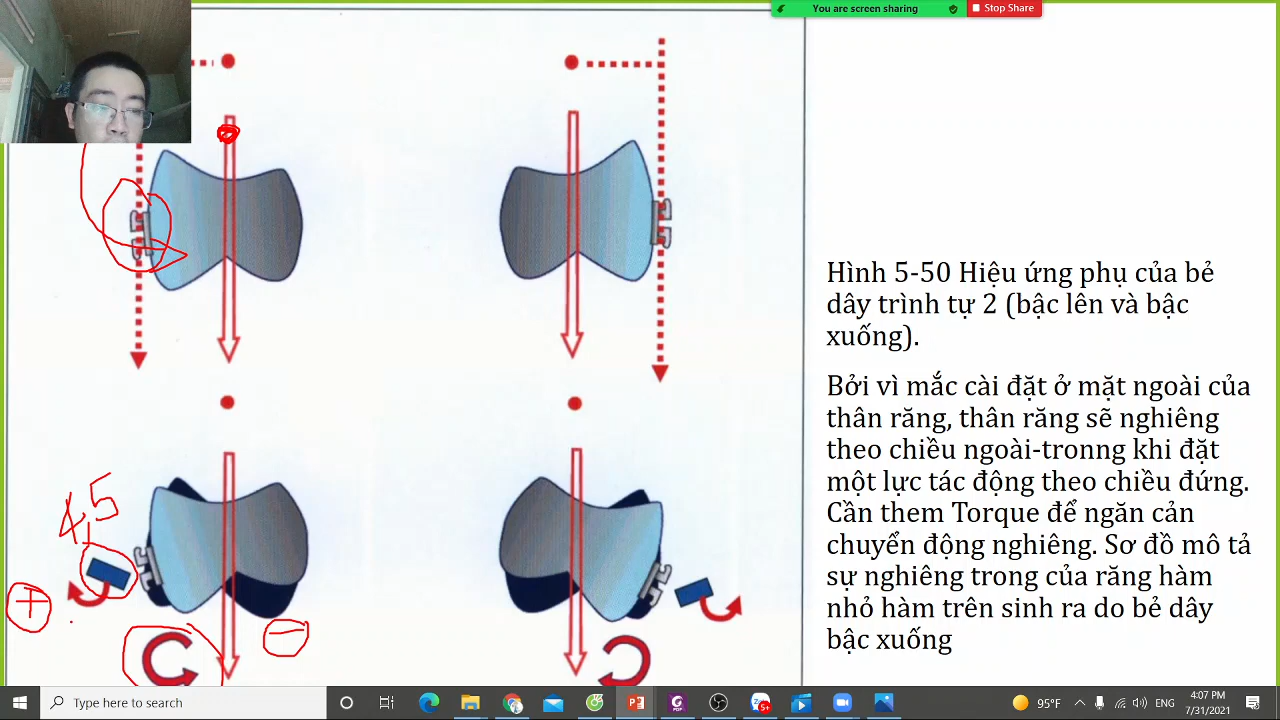 You are screen sharing
Stop Share
Hình 5-50 Hiệu ứng phụ của bẻ
dây trình tự 2 (bậc lên và bậc
xuống).
Bởi vì mắc cài đặt ở mặt ngoài của
thân răng, thân răng sẽ nghiêng
theo chiều ngoài-tronng khi đặt
một lực tác động theo chiều đứng.
Cần them Torque để ngăn cản
chuyển động nghiêng. Sơ đồ mô tả
sự nghiêng trong của răng hàm
nhỏ hàm trên sinh ra do bẻ dây
bậc xuống
4,5
+
−
Type here to search
95°F
ENG
4:07 PM
7/31/2021